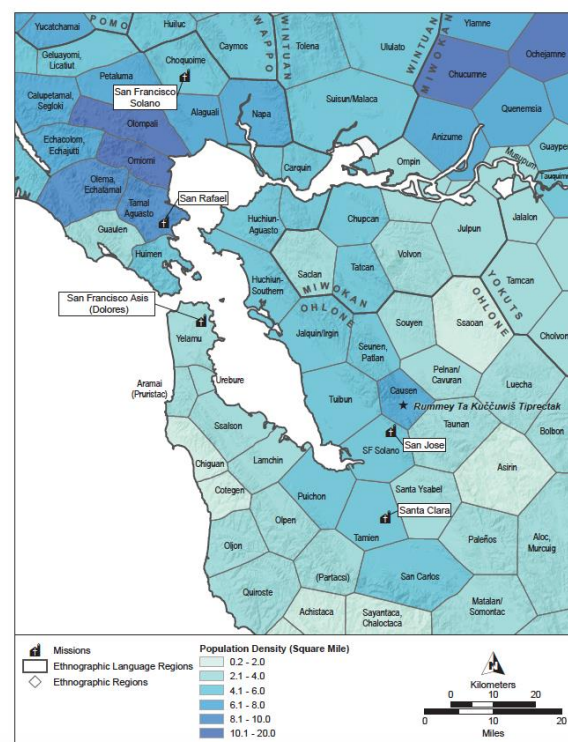 POMO
WAPPO
WINTUAN
WINTUAN
MIWOKAN
Yucatchamai
Huiluc
Caymos
Tolena
Ululato
Ylamne
Ochejamne
Geluayomi,
Licatiut
Choquoime
Petaluma
San Francisco
Solano
Chucumne
Suisun/Malaca
Calupetamal,
Segloki
Olompali
Alaguali
Napa
Quenemsia
Anizume
Echacolom,
Echajutti
Omiomi
Guaypem
Ompin
Musupum
Carquin
Tauquimne
Olema,
Echatamal
San Rafael
Tamal
Aguasto
Huchiun-
Aguasto
Chupcan
Julpun
Jalalon
Guaulen
Huimen
Volvon
Huchiun-
Southern
Saclan
Tatcan
Tamcan
San Francisco Asis
(Dolores)
MIWOKAN
OHLONE
YOKUTS
OHLONE
Ssaoan
Souyen
Cholvon
Yelamu
Jalquin/Irgin
Seunen,
Patlan
Pelnan/
Cavuran
Luecha
Aramai
(Pruristac)
Urebure
Causen
Tuibun
Rummey Ta Kuččuwiš Tiprectak
Taunan
Bolbon
Ssalson
San Jose
SF Solano
Lamchin
Chiguan
Asirin
Cotegen
Puichon
Santa Ysabel
Santa Clara
Olpen
Tamien
Paleños
Aloc,
Murcuig
Oljon
(Partacsi)
San Carlos
Quiroste
Matalan/
Somontac
Achistaca
Sayantaca,
Chaloctaca
Missions
Ethnographic Language Regions
Ethnographic Regions
Population Density (Square Mile)
0.2 - 2.0
2.1 - 4.0
4.1 - 6.0
6.1 - 8.0
8.1 - 10.0
10.1 - 20.0
N
Kilometers
0 10 20
0 10 20
Miles